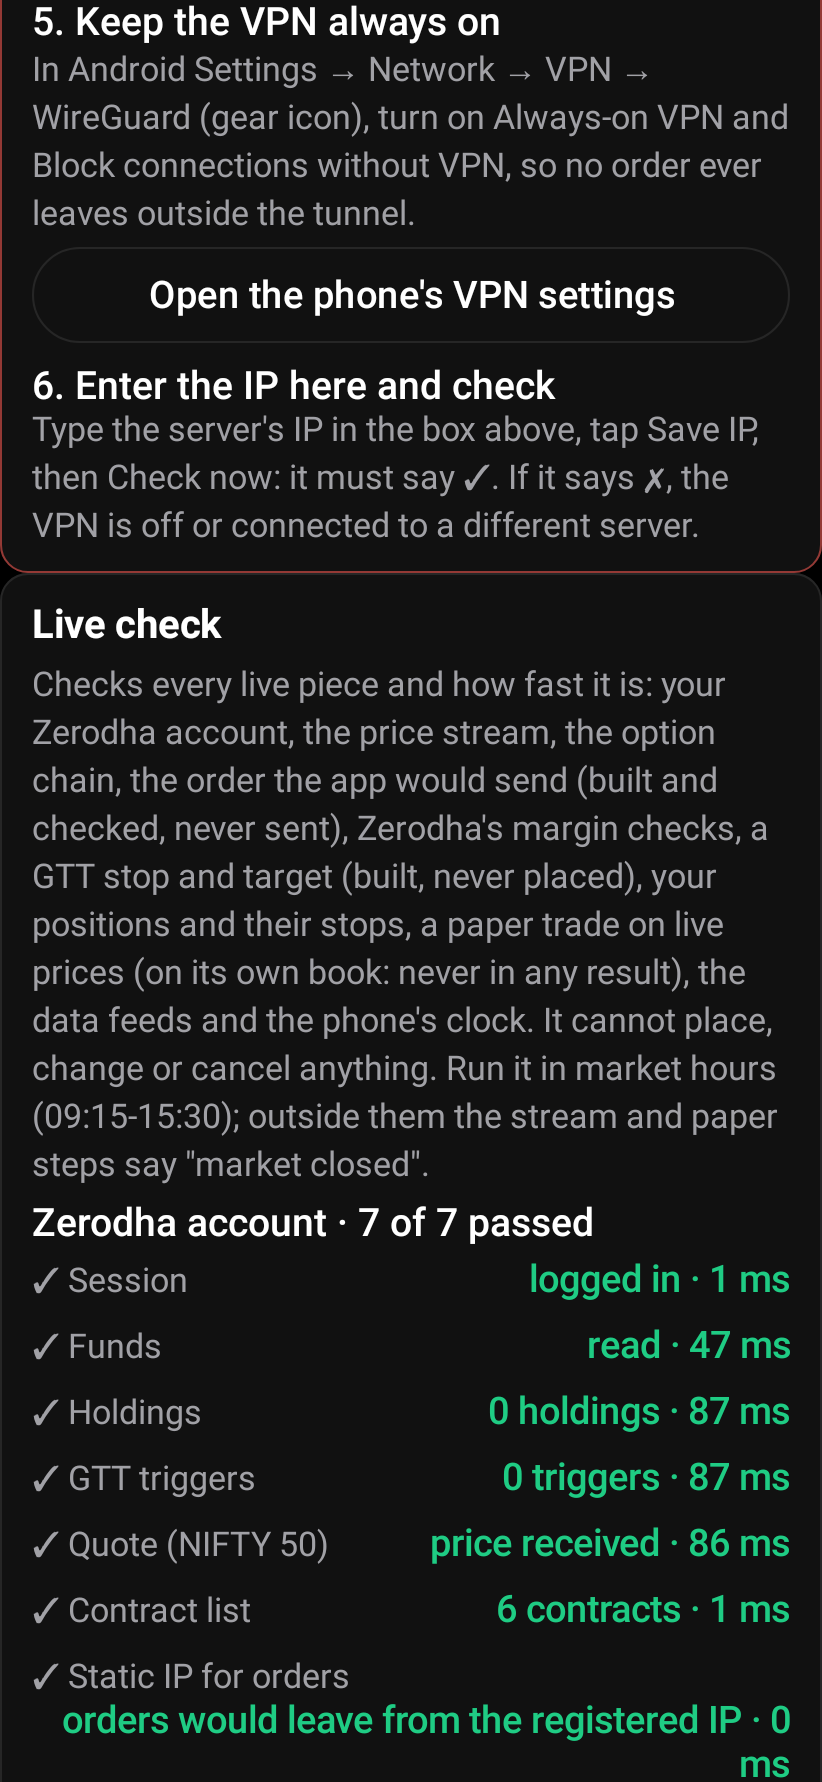 5. Keep the VPN always on
In Android Settings → Network → VPN →
WireGuard (gear icon), turn on Always-on VPN and
Block connections without VPN, so no order ever
leaves outside the tunnel.
Open the phone's VPN settings
6. Enter the IP here and check
Type the server's IP in the box above, tap Save IP,
then Check now: it must say ✓. If it says ✗, the
VPN is off or connected to a different server.
Live check
Checks every live piece and how fast it is: your
Zerodha account, the price stream, the option
chain, the order the app would send (built and
checked, never sent), Zerodha's margin checks, a
GTT stop and target (built, never placed), your
positions and their stops, a paper trade on live
prices (on its own book: never in any result), the
data feeds and the phone's clock. It cannot place,
change or cancel anything. Run it in market hours
(09:15-15:30); outside them the stream and paper
steps say "market closed".
Zerodha account · 7 of 7 passed
✓ Session logged in · 1 ms
✓ Funds read · 47 ms
✓ Holdings 0 holdings · 87 ms
✓ GTT triggers 0 triggers · 87 ms
✓ Quote (NIFTY 50) price received · 86 ms
✓ Contract list 6 contracts · 1 ms
✓ Static IP for orders
orders would leave from the registered IP · 0
ms